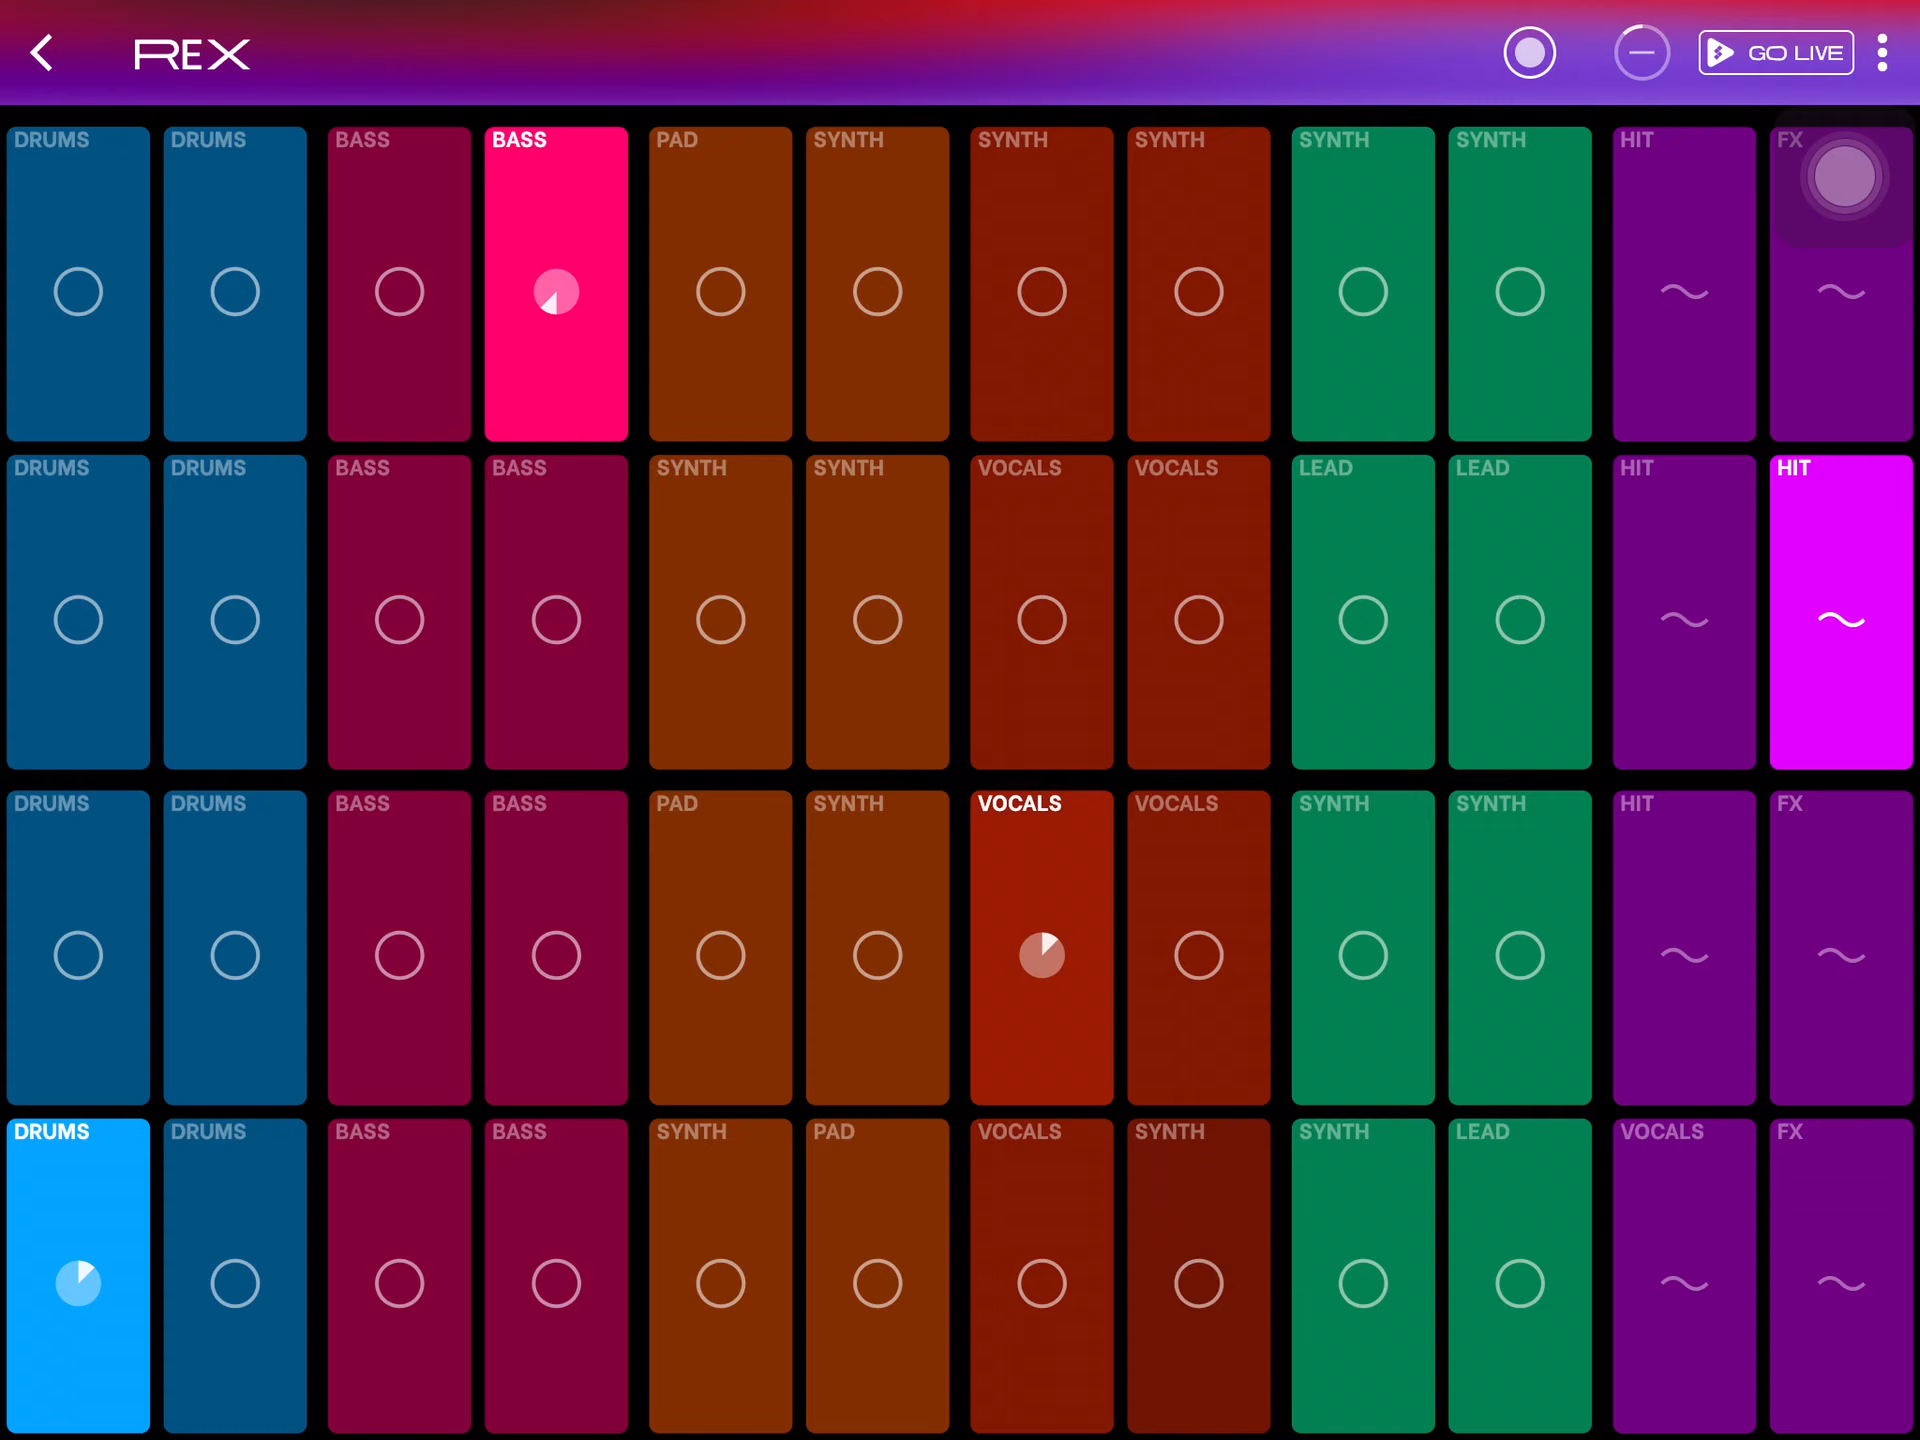 REX
GO LIVE
DRUMS DRUMS BASS BASS PAD SYNTH SYNTH SYNTH SYNTH SYNTH HIT FX
DRUMS DRUMS BASS BASS SYNTH SYNTH VOCALS VOCALS LEAD LEAD HIT HIT
DRUMS DRUMS BASS BASS PAD SYNTH VOCALS VOCALS SYNTH SYNTH HIT FX
DRUMS DRUMS BASS BASS SYNTH PAD VOCALS SYNTH SYNTH LEAD VOCALS FX